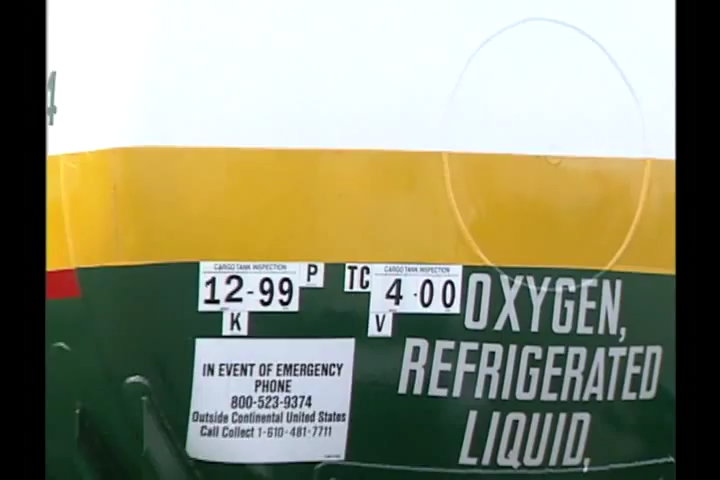 4
CARGO TANK INSPECTION
12-99
P
K
TC
CARGO TANK INSPECTION
4-00
V
IN EVENT OF EMERGENCY
PHONE
800-523-9374
Outside Continental United States
Call Collect 1-610-481-7711
OXYGEN,
REFRIGERATED
LIQUID,